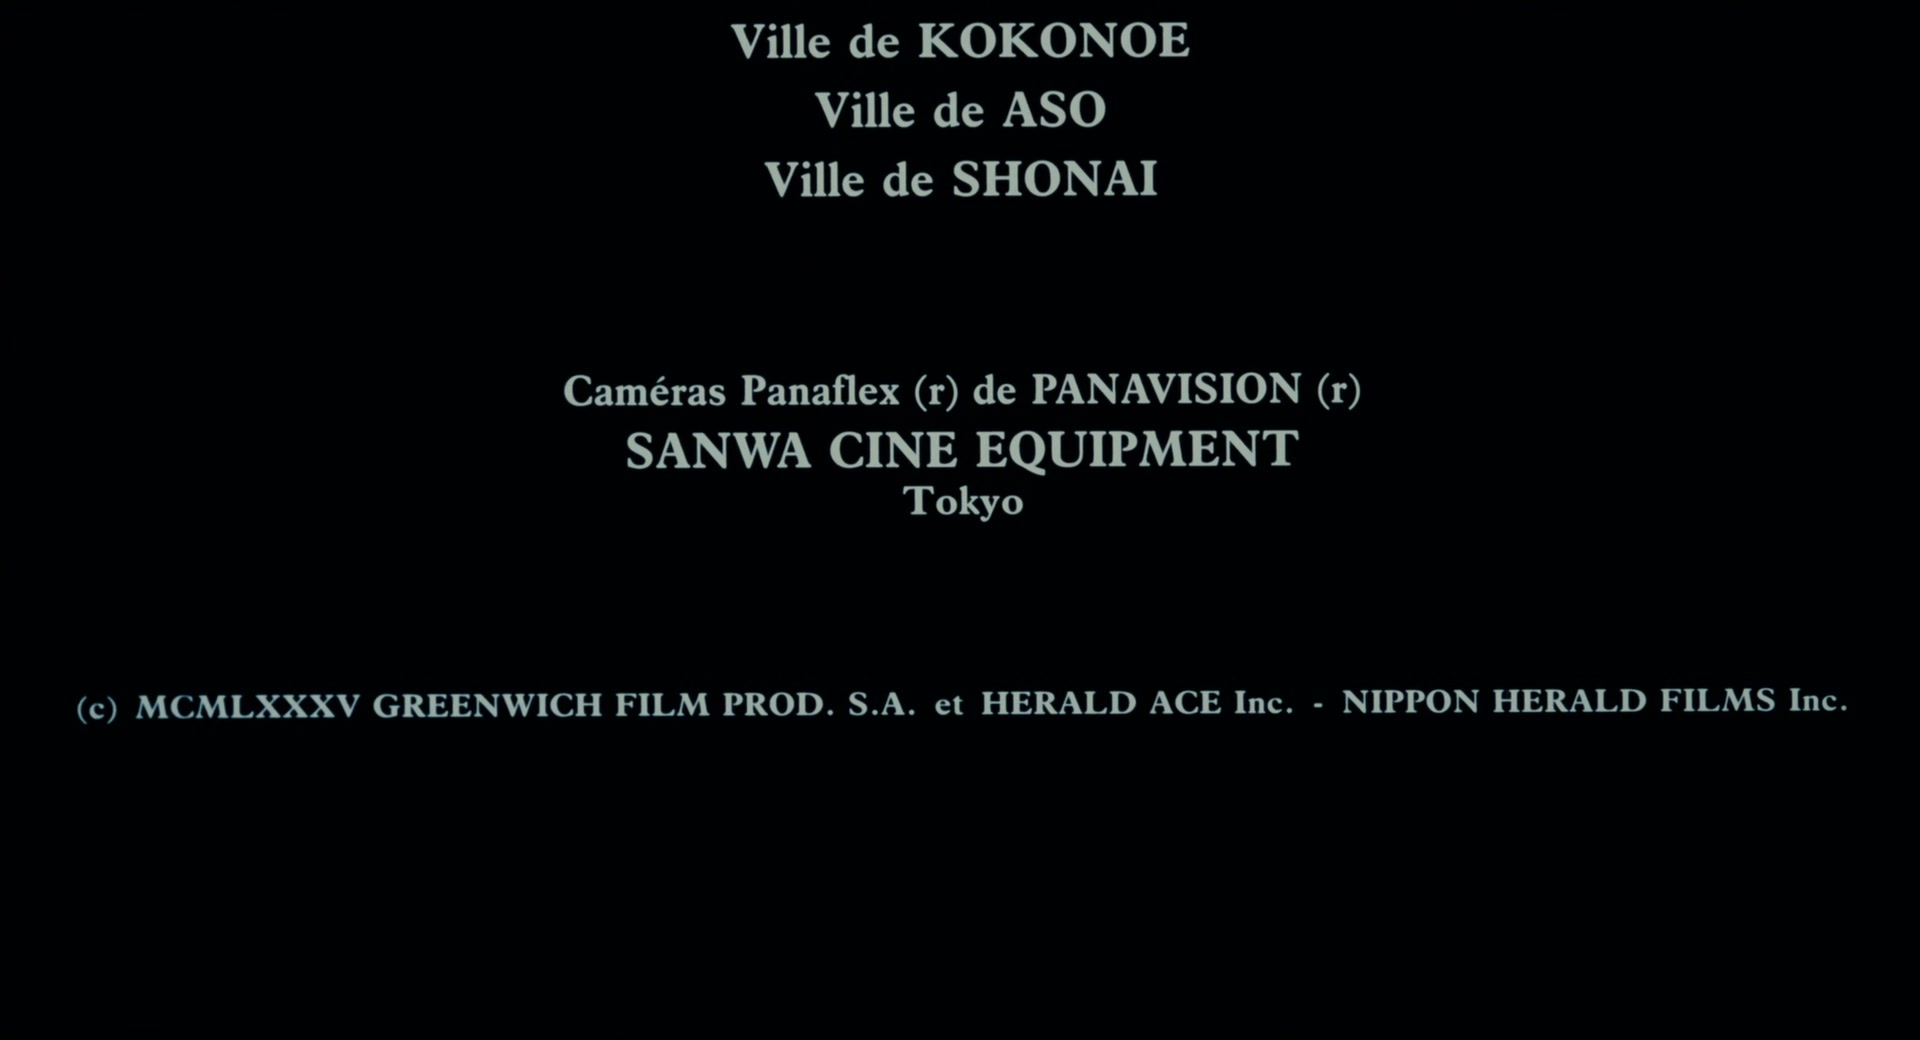 Ville de KOKONOE
Ville de ASO
Ville de SHONAI
Caméras Panaflex (r) de PANAVISION (r)
SANWA CINE EQUIPMENT
Tokyo
(c) MCMLXXXV GREENWICH FILM PROD. S.A. et HERALD ACE Inc. - NIPPON HERALD FILMS Inc.